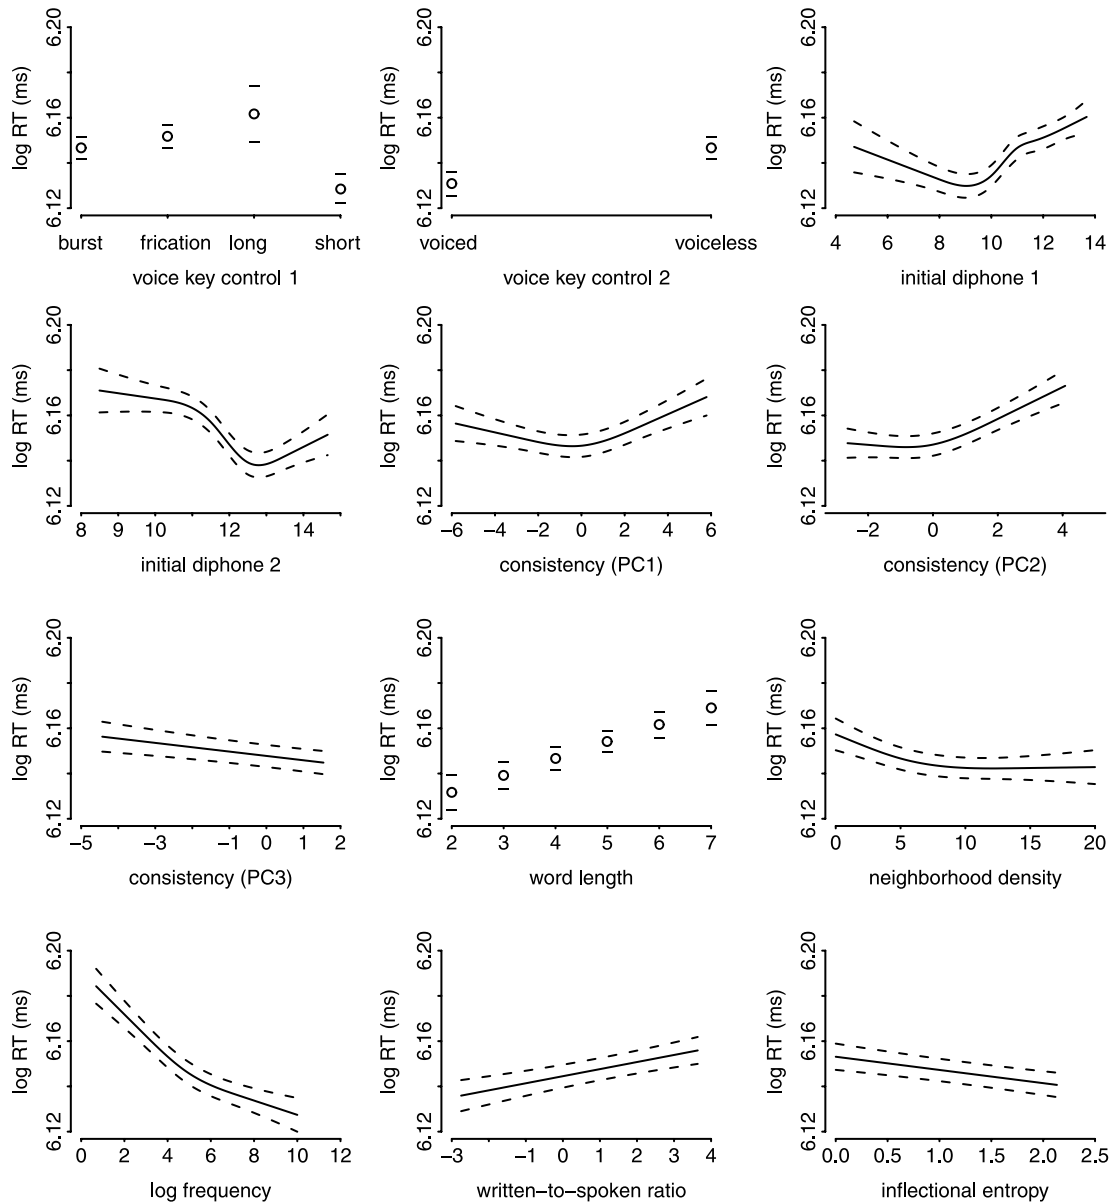 log RT (ms)
6.12 6.16 6.20
burst frication long short
voice key control 1
log RT (ms)
6.12 6.16 6.20
voiced voiceless
voice key control 2
log RT (ms)
6.12 6.16 6.20
4 6 8 10 12 14
initial diphone 1
log RT (ms)
6.12 6.16 6.20
8 9 10 12 14
initial diphone 2
log RT (ms)
6.12 6.16 6.20
−6 −4 −2 0 2 4 6
consistency (PC1)
log RT (ms)
6.12 6.16 6.20
−2 0 2 4
consistency (PC2)
log RT (ms)
6.12 6.16 6.20
−5 −3 −1 0 1 2
consistency (PC3)
log RT (ms)
6.12 6.16 6.20
2 3 4 5 6 7
word length
log RT (ms)
6.12 6.16 6.20
0 5 10 15 20
neighborhood density
log RT (ms)
6.12 6.16 6.20
0 2 4 6 8 10 12
log frequency
log RT (ms)
6.12 6.16 6.20
−3 −1 0 1 2 3 4
written−to−spoken ratio
log RT (ms)
6.12 6.16 6.20
0.0 0.5 1.0 1.5 2.0 2.5
inflectional entropy